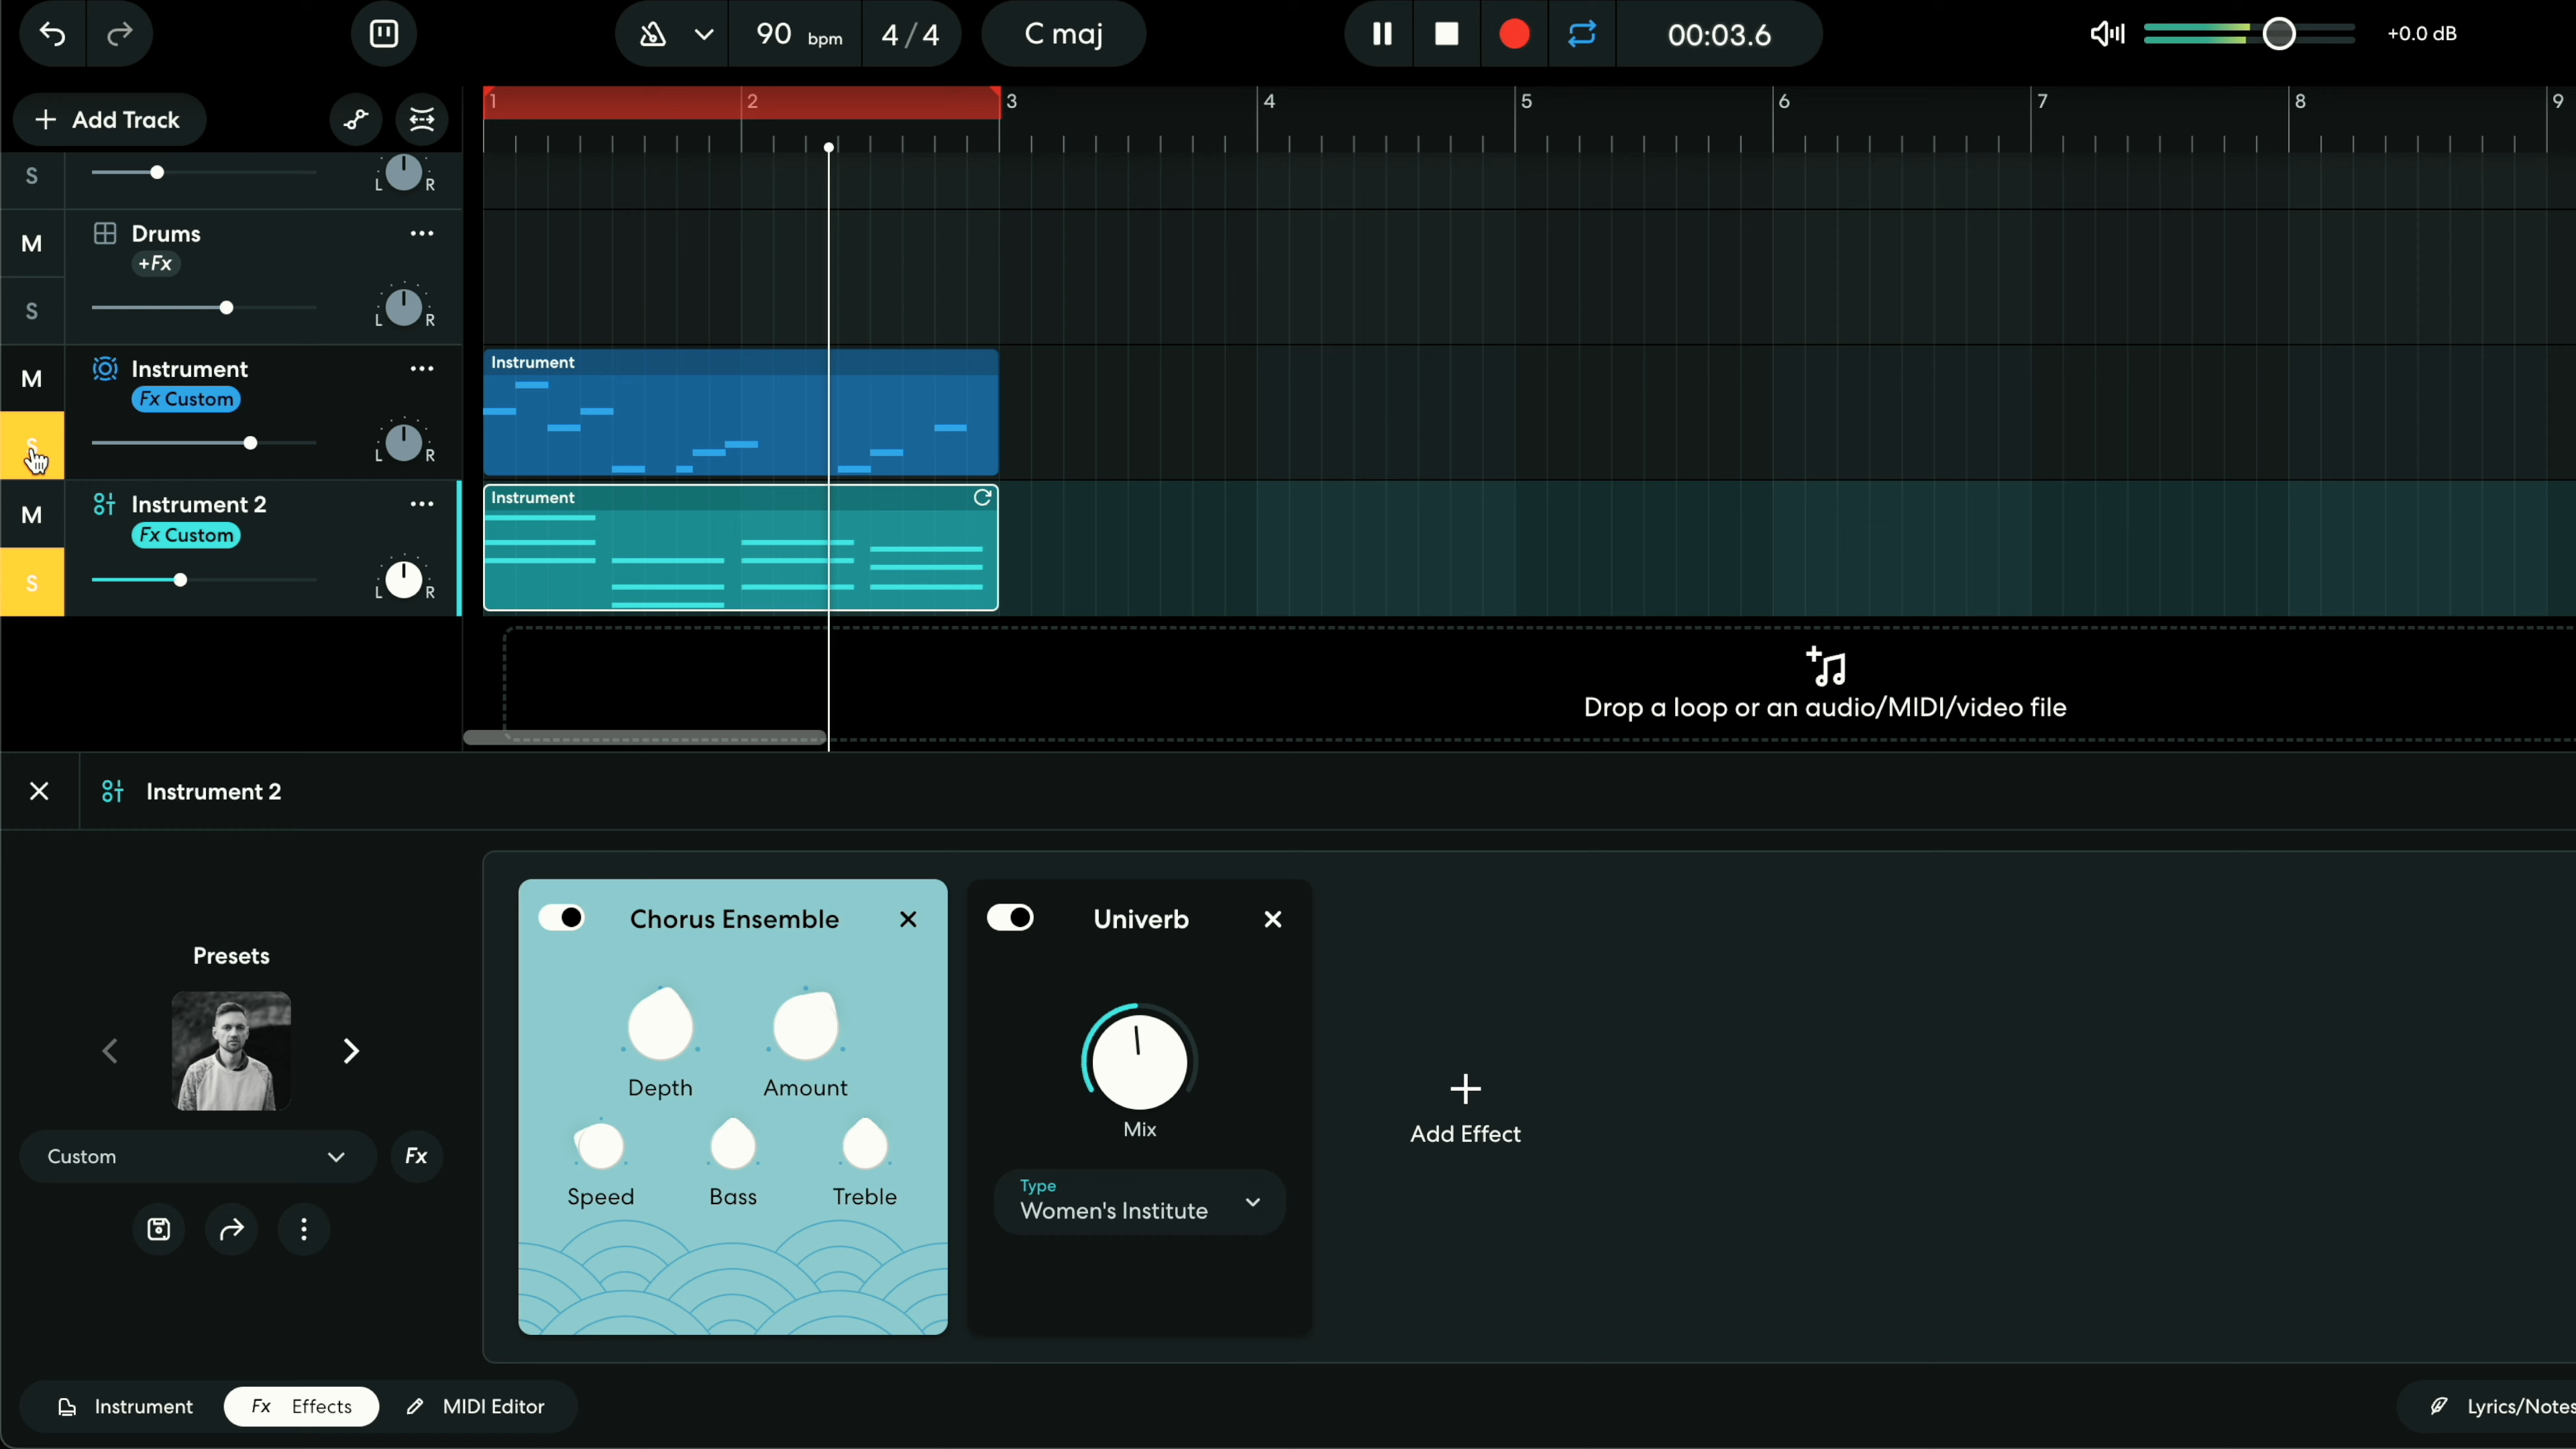 90 bpm
4/4
C maj
00:03.6
+0.0 dB
Add Track
1 2 3 4 5 6 7 8 9
S
L R
M
Drums
+Fx
S
L R
M
Instrument
Fx Custom
S
L R
Instrument
M
Instrument 2
Fx Custom
S
L R
Instrument
Drop a loop or an audio/MIDI/video file
Instrument 2
Presets
Custom
Fx
Chorus Ensemble
Depth
Amount
Speed
Bass
Treble
Univerb
Mix
Type
Women's Institute
Add Effect
Instrument
Fx Effects
MIDI Editor
Lyrics/Notes